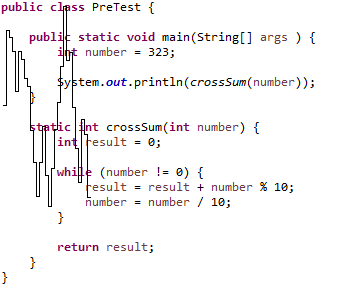 public class PreTest {
public static void main(String[] args ) {
int number = 323;
System.out.println(crossSum(number));
}
static int crossSum(int number) {
int result = 0;
while (number != 0) {
result = result + number % 10;
number = number / 10;
}
return result;
}
}